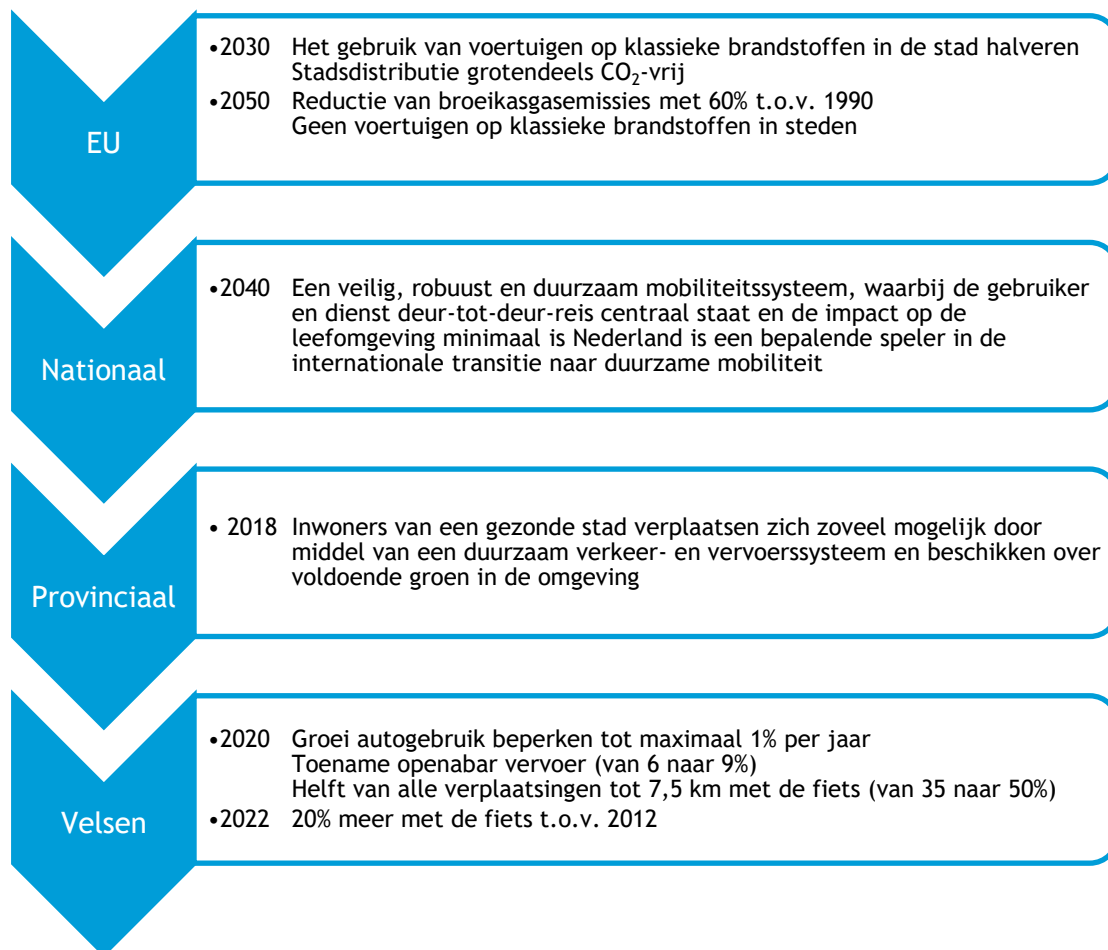 EU
•2030 Het gebruik van voertuigen op klassieke brandstoffen in de stad halveren
Stadsdistributie grotendeels CO₂-vrij
•2050 Reductie van broeikasgasemissies met 60% t.o.v. 1990
Geen voertuigen op klassieke brandstoffen in steden
Nationaal
•2040 Een veilig, robuust en duurzaam mobiliteitssysteem, waarbij de gebruiker
en dienst deur-tot-deur-reis centraal staat en de impact op de
leefomgeving minimaal is Nederland is een bepalende speler in de
internationale transitie naar duurzame mobiliteit
Provinciaal
• 2018 Inwoners van een gezonde stad verplaatsen zich zoveel mogelijk door
middel van een duurzaam verkeer- en vervoerssysteem en beschikken over
voldoende groen in de omgeving
Velsen
•2020 Groei autogebruik beperken tot maximaal 1% per jaar
Toename openabar vervoer (van 6 naar 9%)
Helft van alle verplaatsingen tot 7,5 km met de fiets (van 35 naar 50%)
•2022 20% meer met de fiets t.o.v. 2012